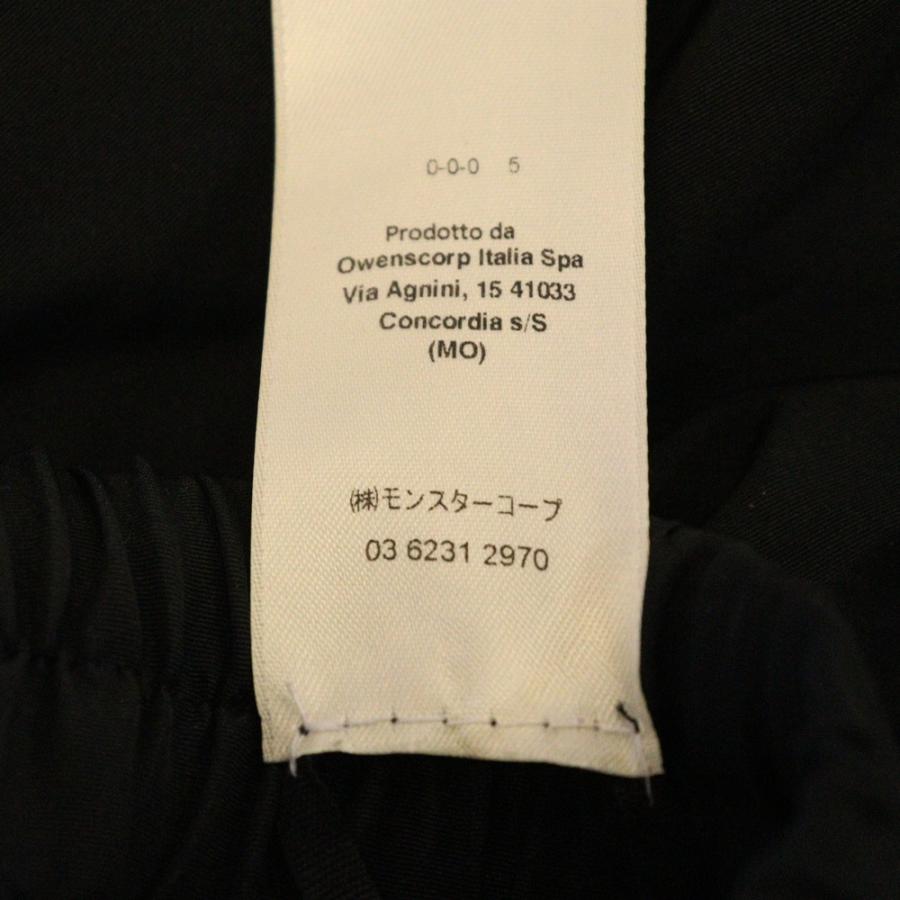 0-0-0 5
Prodotto da
Owenscorp Italia Spa
Via Agnini, 15 41033
Concordia s/S
(MO)
㈱モンスターコープ
03 6231 2970